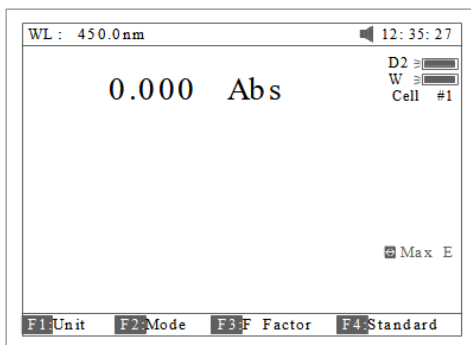 WL: 450.0nm 12:35:27
D2
0.000 Abs
W
Cell #1
Max E
F1:Unit F2:Mode F3:F Factor F4:Standard